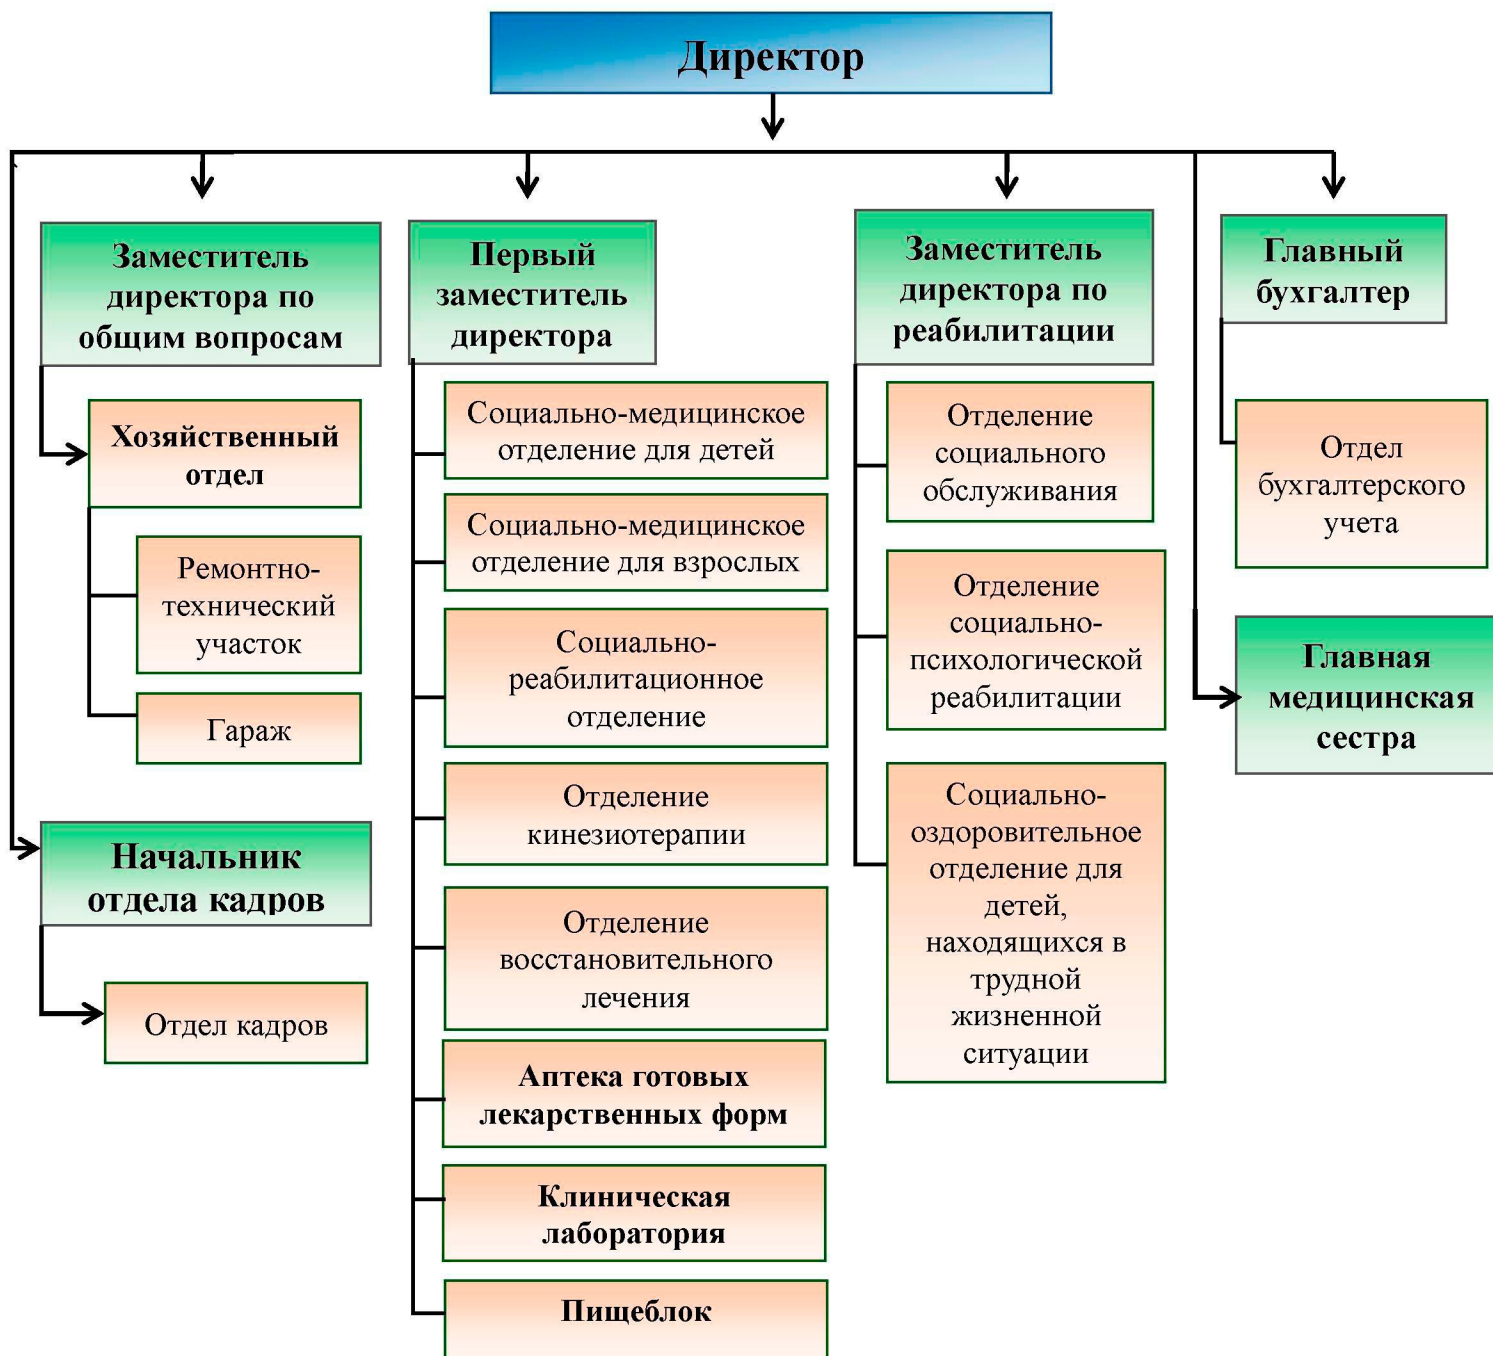 Директор
Заместитель
директора по
общим вопросам
Хозяйственный
отдел
Ремонтно-
технический
участок
Гараж
Начальник
отдела кадров
Отдел кадров
Первый
заместитель
директора
Социально-медицинское
отделение для детей
Социально-медицинское
отделение для взрослых
Социально-
реабилитационное
отделение
Отделение
кинезиотерапии
Отделение
восстановительного
лечения
Аптека готовых
лекарственных форм
Клиническая
лаборатория
Пищеблок
Заместитель
директора по
реабилитации
Отделение
социального
обслуживания
Отделение
социально-
психологической
реабилитации
Социально-
оздоровительное
отделение для
детей,
находящихся в
трудной
жизненной
ситуации
Главный
бухгалтер
Отдел
бухгалтерского
учета
Главная
медицинская
сестра